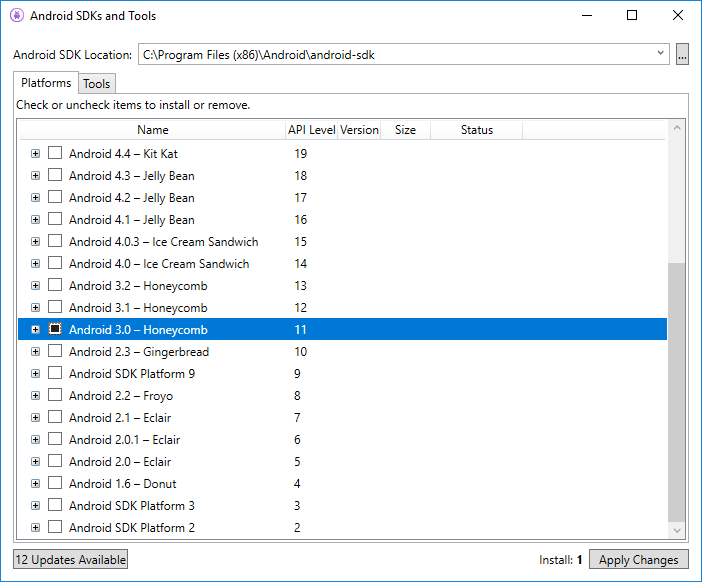 Android SDKs and Tools
Android SDK Location: C:\Program Files (x86)\Android\android-sdk ...
Platforms Tools
Check or uncheck items to install or remove.
Name API Level Version Size Status
Android 4.4 – Kit Kat 19
Android 4.3 – Jelly Bean 18
Android 4.2 – Jelly Bean 17
Android 4.1 – Jelly Bean 16
Android 4.0.3 – Ice Cream Sandwich 15
Android 4.0 – Ice Cream Sandwich 14
Android 3.2 – Honeycomb 13
Android 3.1 – Honeycomb 12
Android 3.0 – Honeycomb 11
Android 2.3 – Gingerbread 10
Android SDK Platform 9 9
Android 2.2 – Froyo 8
Android 2.1 – Eclair 7
Android 2.0.1 – Eclair 6
Android 2.0 – Eclair 5
Android 1.6 – Donut 4
Android SDK Platform 3 3
Android SDK Platform 2 2
12 Updates Available Install: 1 Apply Changes